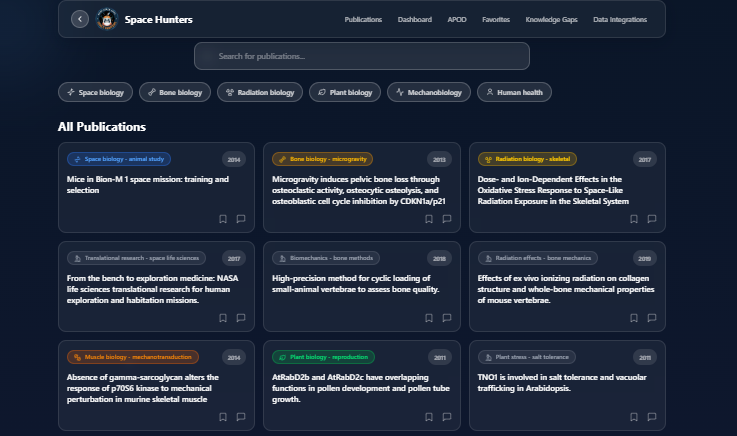 Space Hunters
Publications Dashboard APOD Favorites Knowledge Gaps Data Integrations
Search for publications...
Space biology Bone biology Radiation biology Plant biology Mechanobiology Human health
All Publications
Space biology - animal study 2014
Mice in Bion-M 1 space mission: training and
selection
Bone biology - microgravity 2013
Microgravity induces pelvic bone loss through
osteoclastic activity, osteocytic osteolysis, and
osteoblastic cell cycle inhibition by CDKN1a/p21
Radiation biology - skeletal 2017
Dose- and Ion-Dependent Effects in the
Oxidative Stress Response to Space-Like
Radiation Exposure in the Skeletal System
Translational research - space life sciences 2017
From the bench to exploration medicine: NASA
life sciences translational research for human
exploration and habitation missions.
Biomechanics - bone methods 2018
High-precision method for cyclic loading of
small-animal vertebrae to assess bone quality.
Radiation effects - bone mechanics 2019
Effects of ex vivo ionizing radiation on collagen
structure and whole-bone mechanical properties
of mouse vertebrae.
Muscle biology - mechanotransduction 2014
Absence of gamma-sarcoglycan alters the
response of p70S6 kinase to mechanical
perturbation in murine skeletal muscle
Plant biology - reproduction 2011
AtRabD2b and AtRabD2c have overlapping
functions in pollen development and pollen tube
growth.
Plant stress - salt tolerance 2011
TNO1 is involved in salt tolerance and vacuolar
trafficking in Arabidopsis.